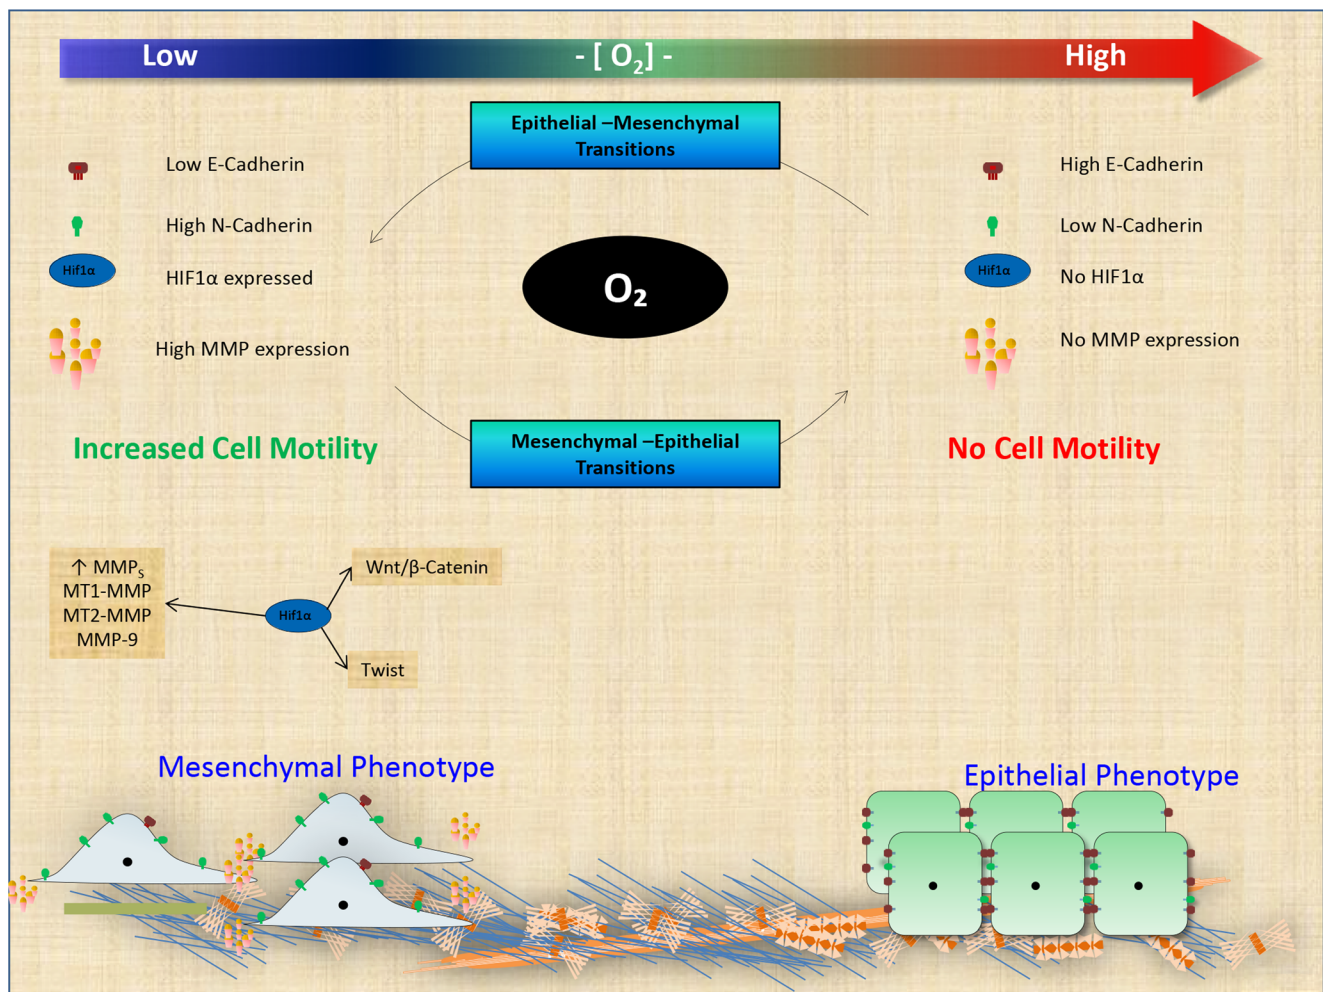 Low
- [ O₂] -
High
Epithelial –Mesenchymal
Transitions
Low E-Cadherin
High N-Cadherin
Hif1α
HIF1α expressed
High MMP expression
Increased Cell Motility
O₂
High E-Cadherin
Low N-Cadherin
Hif1α
No HIF1α
No MMP expression
No Cell Motility
Mesenchymal –Epithelial
Transitions
↑ MMPₛ
MT1-MMP
MT2-MMP
MMP-9
Hif1α
Wnt/β-Catenin
Twist
Mesenchymal Phenotype
Epithelial Phenotype